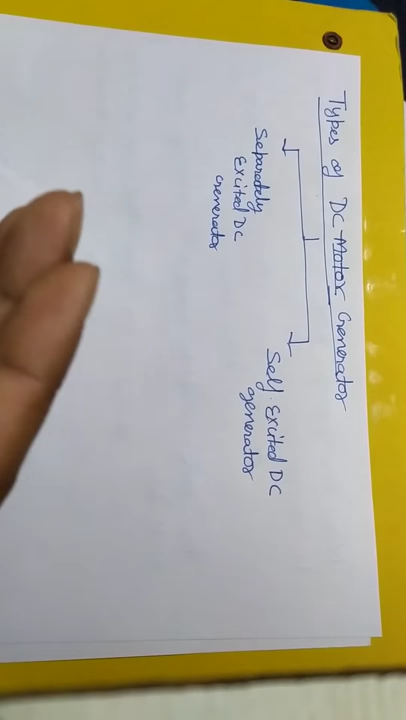 Types of DC Motor Generator
Separately
Excited DC
Generator
Self Excited DC
generator